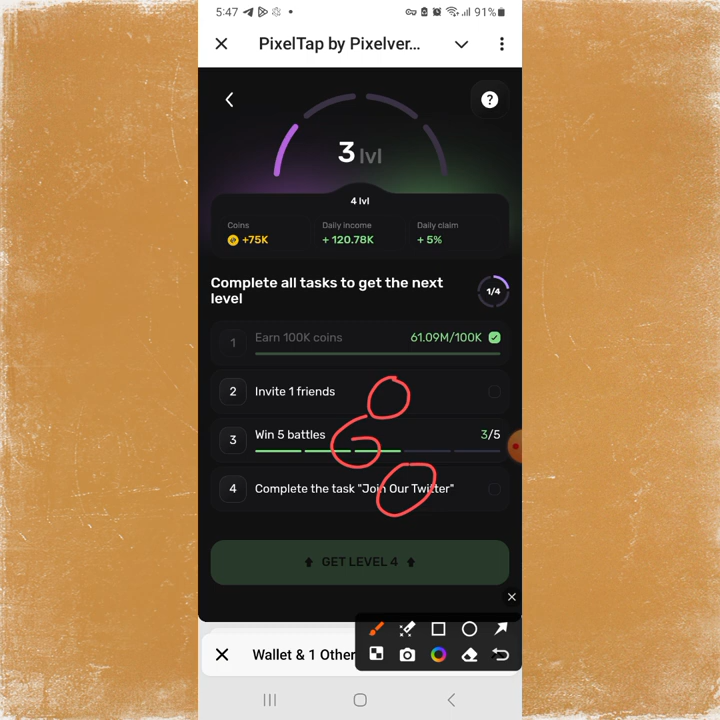 5:47 91%
PixelTap by Pixelver...
?
3 lvl
4 lvl
Coins Daily income Daily claim
+75K + 120.78K + 5%
Complete all tasks to get the next
level
1/4
1 Earn 100K coins 61.09M/100K
2 Invite 1 friends
3 Win 5 battles 3/5
4 Complete the task "Join Our Twitter"
GET LEVEL 4
Wallet & 1 Other